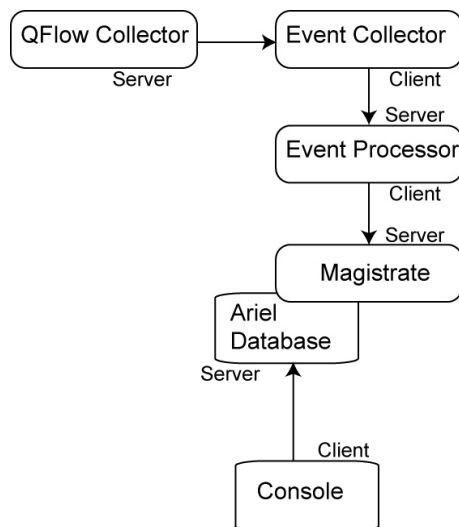 QFlow Collector
Event Collector
Server
Client
Server
Event Processor
Client
Server
Magistrate
Ariel
Database
Server
Client
Console